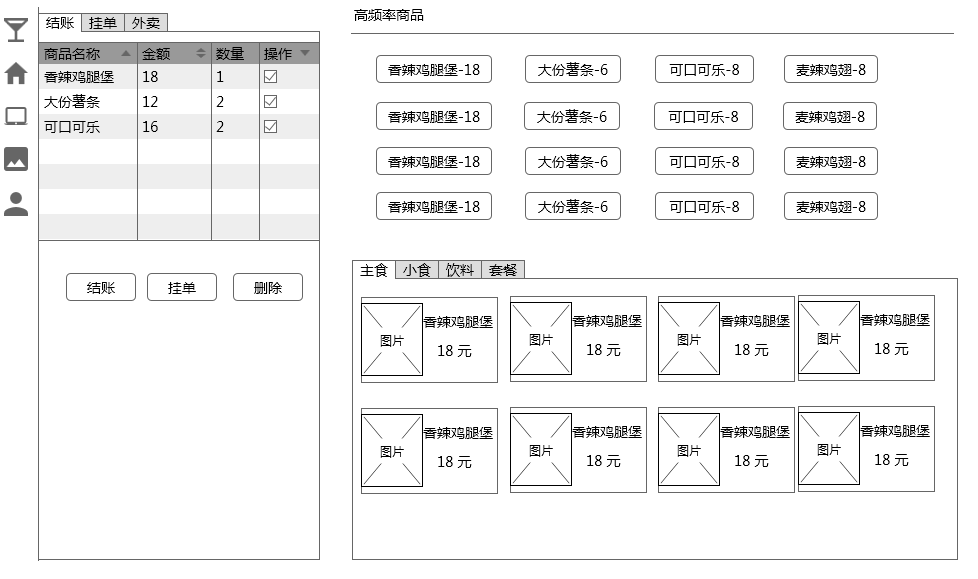 结账 挂单 外卖
商品名称 金额 数量 操作
香辣鸡腿堡 18 1
大份薯条 12 2
可口可乐 16 2
结账 挂单 删除
高频率商品
香辣鸡腿堡-18 大份薯条-6 可口可乐-8 麦辣鸡翅-8
香辣鸡腿堡-18 大份薯条-6 可口可乐-8 麦辣鸡翅-8
香辣鸡腿堡-18 大份薯条-6 可口可乐-8 麦辣鸡翅-8
香辣鸡腿堡-18 大份薯条-6 可口可乐-8 麦辣鸡翅-8
主食 小食 饮料 套餐
图片 香辣鸡腿堡
18 元
图片 香辣鸡腿堡
18 元
图片 香辣鸡腿堡
18 元
图片 香辣鸡腿堡
18 元
图片 香辣鸡腿堡
18 元
图片 香辣鸡腿堡
18 元
图片 香辣鸡腿堡
18 元
图片 香辣鸡腿堡
18 元